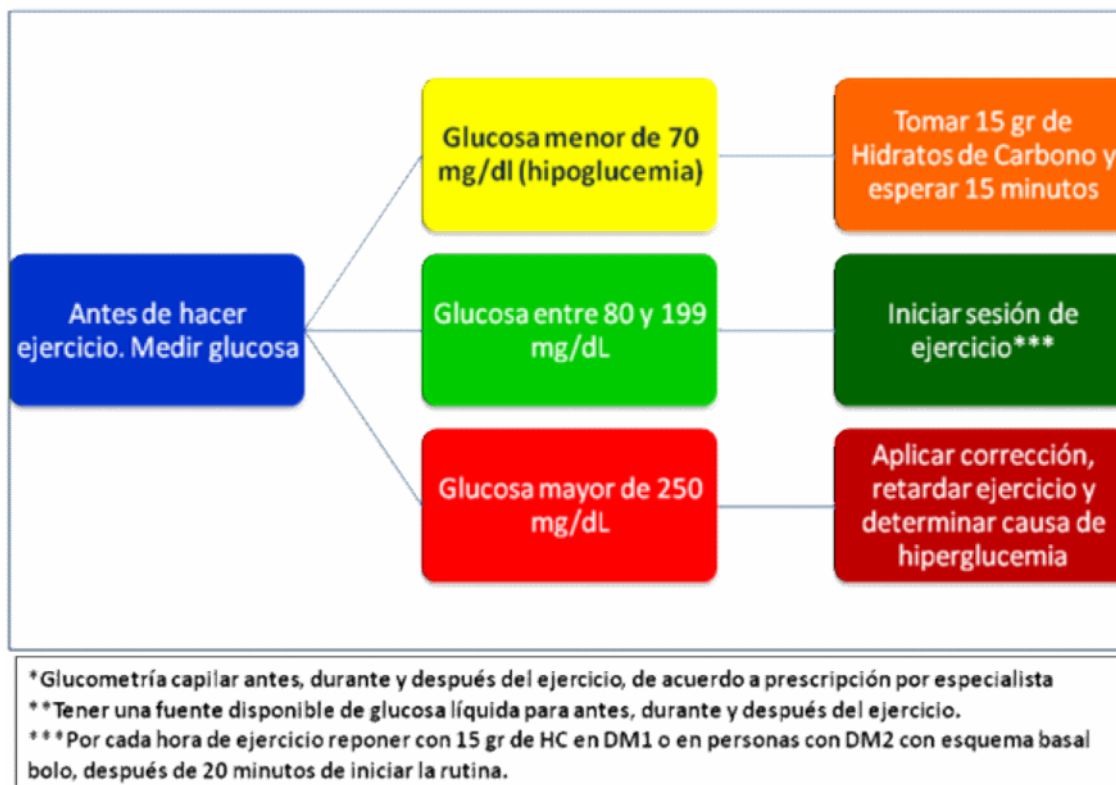 Antes de hacer
ejercicio. Medir glucosa
Glucosa menor de 70
mg/dl (hipoglucemia)
Tomar 15 gr de
Hidratos de Carbono y
esperar 15 minutos
Glucosa entre 80 y 199
mg/dL
Iniciar sesión de
ejercicio***
Glucosa mayor de 250
mg/dL
Aplicar corrección,
retardar ejercicio y
determinar causa de
hiperglucemia
*Glucometría capilar antes, durante y después del ejercicio, de acuerdo a prescripción por especialista
**Tener una fuente disponible de glucosa líquida para antes, durante y después del ejercicio.
***Por cada hora de ejercicio reponer con 15 gr de HC en DM1 o en personas con DM2 con esquema basal
bolo, después de 20 minutos de iniciar la rutina.